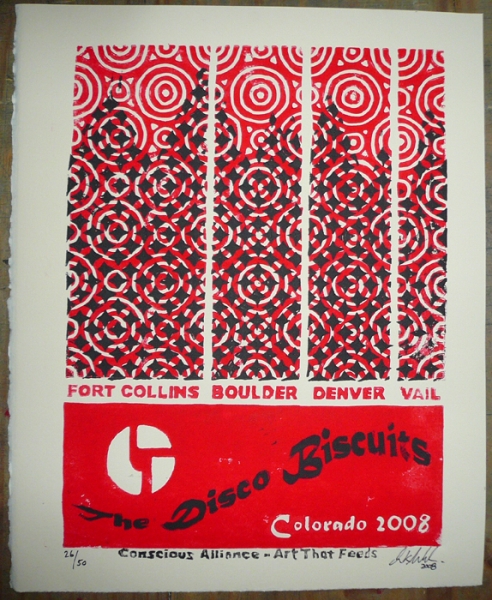 FORT COLLINS BOULDER DENVER VAIL
The Disco Biscuits
Colorado 2008
26/50 Conscious Alliance - Art That Feeds
2008